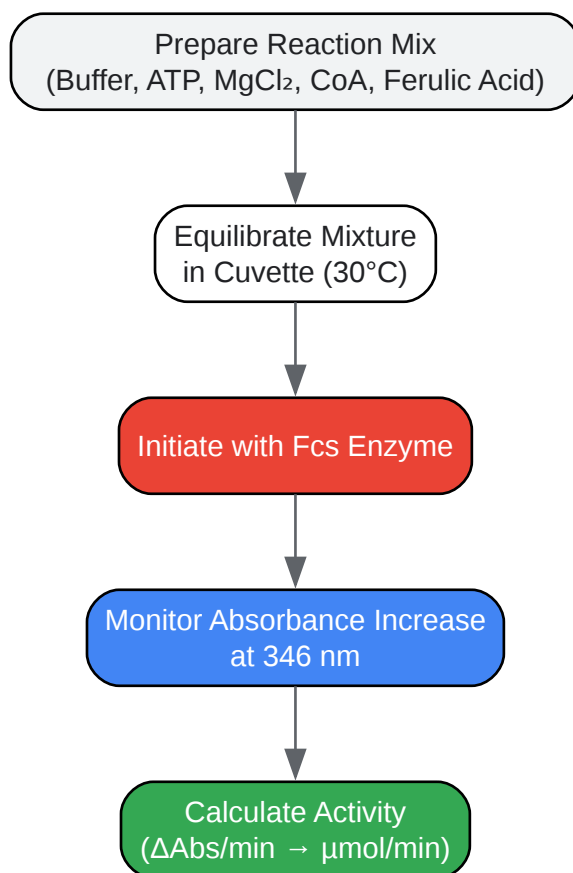 Prepare Reaction Mix
(Buffer, ATP, MgCl₂, CoA, Ferulic Acid)
Equilibrate Mixture
in Cuvette (30°C)
Initiate with Fcs Enzyme
Monitor Absorbance Increase
at 346 nm
Calculate Activity
(ΔAbs/min → µmol/min)